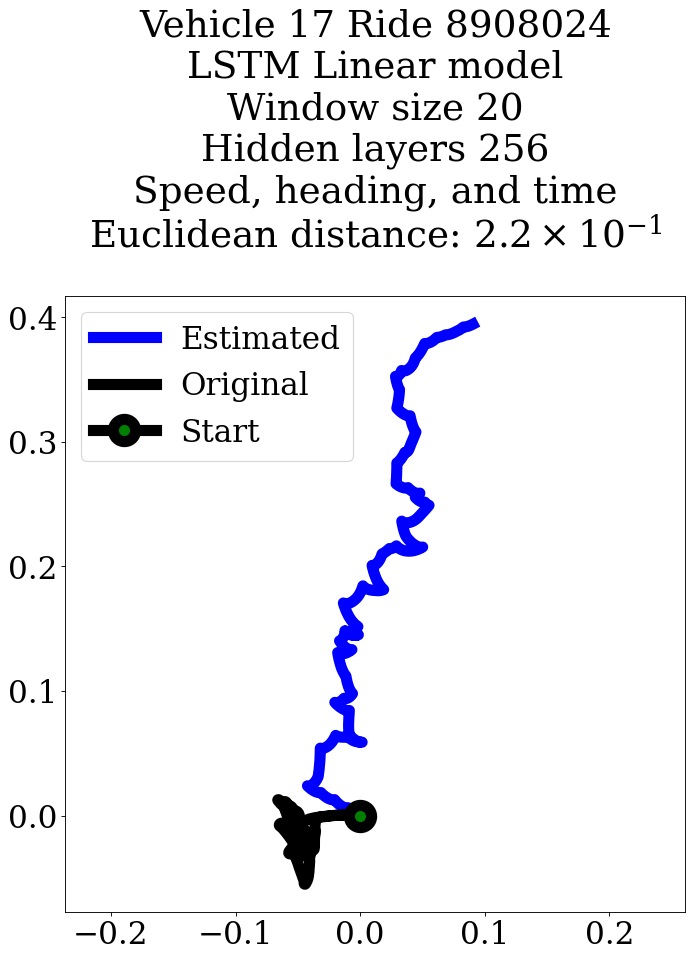 Vehicle 17 Ride 8908024
LSTM Linear model
Window size 20
Hidden layers 256
Speed, heading, and time
Euclidean distance: 2.2 × 10⁻¹
Estimated
Original
Start
0.4
0.3
0.2
0.1
0.0
−0.2 −0.1 0.0 0.1 0.2